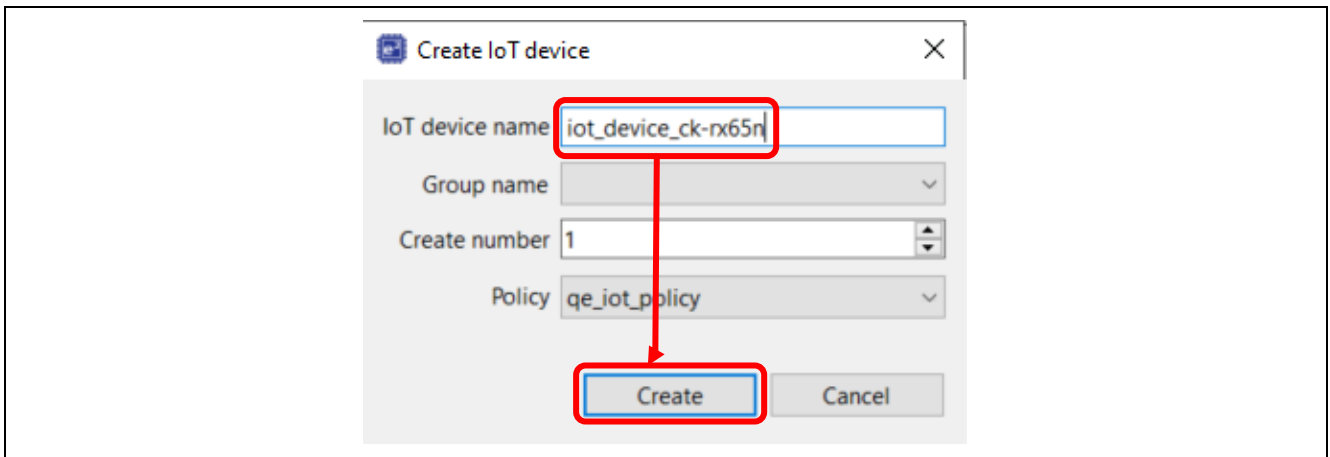 Create IoT device
IoT device name iot_device_ck-rx65n
Group name
Create number 1
Policy qe_iot_policy
Create Cancel